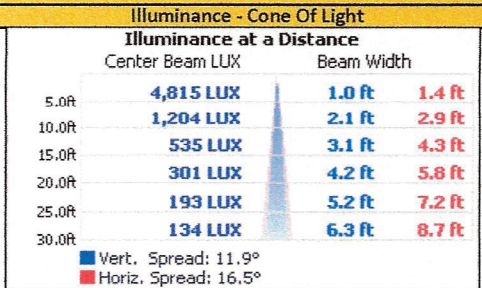 Illuminance - Cone Of Light
Illuminance at a Distance
Center Beam LUX Beam Width
5.0ft 4,815 LUX 1.0 ft 1.4 ft
10.0ft 1,204 LUX 2.1 ft 2.9 ft
15.0ft 535 LUX 3.1 ft 4.3 ft
20.0ft 301 LUX 4.2 ft 5.8 ft
25.0ft 193 LUX 5.2 ft 7.2 ft
30.0ft 134 LUX 6.3 ft 8.7 ft
Vert. Spread: 11.9°
Horiz. Spread: 16.5°